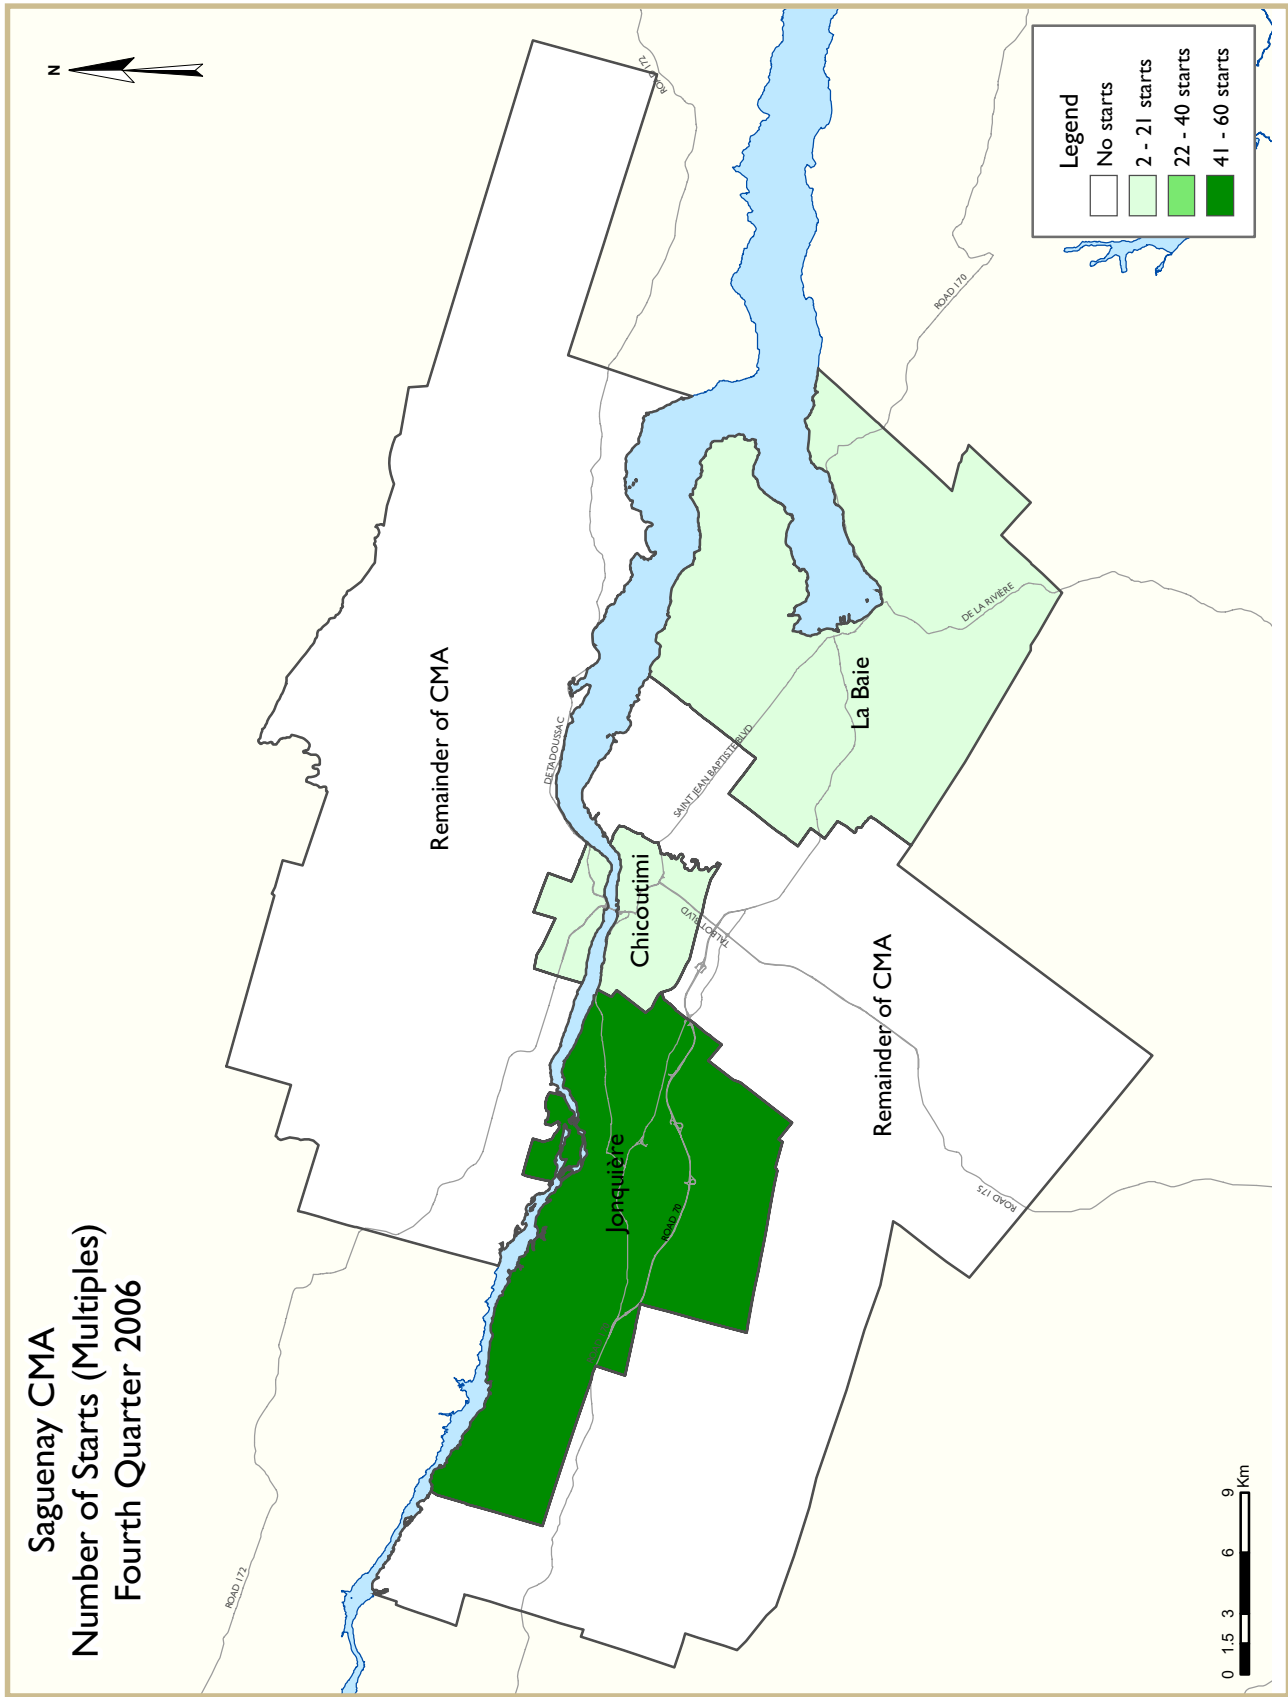 Saguenay CMA
Number of Starts (Multiples)
Fourth Quarter 2006
N
Legend
No starts
2 - 21 starts
22 - 40 starts
41 - 60 starts
ROAD 172
ROAD 172
Remainder of CMA
DE TADOUSSAC
SAINT JEAN BAPTISTE BLVD
ROAD 170
DE LA RIVIÈRE
La Baie
Chicoutimi
TALBOT BLVD
Jonquière
ROAD 70
Remainder of CMA
ROAD 175
0 1.5 3 6 9
Km